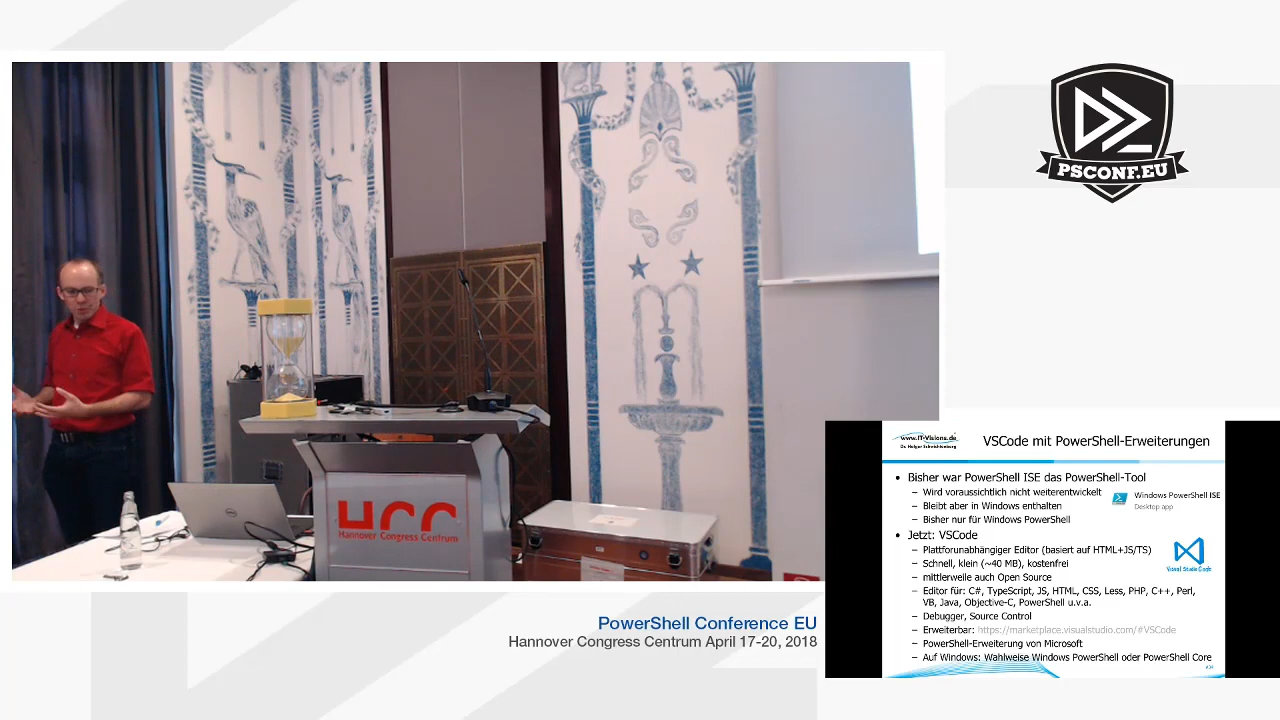 PSCONF.EU
HCC
Hannover Congress Centrum
DELL
PowerShell Conference EU
Hannover Congress Centrum April 17-20, 2018
www.IT-Visions.de
Dr. Holger Schwichtenberg
VSCode mit PowerShell-Erweiterungen
• Bisher war PowerShell ISE das PowerShell-Tool
– Wird voraussichtlich nicht weiterentwickelt
– Bleibt aber in Windows enthalten
– Bisher nur für Windows PowerShell
Windows PowerShell ISE
Desktop app
• Jetzt: VSCode
– Plattforunabhängiger Editor (basiert auf HTML+JS/TS)
– Schnell, klein (~40 MB), kostenfrei
– mittlerweile auch Open Source
– Editor für: C#, TypeScript, JS, HTML, CSS, Less, PHP, C++, Perl,
VB, Java, Objective-C, PowerShell u.v.a.
– Debugger, Source Control
– Erweiterbar: https://marketplace.visualstudio.com/#VSCode
– PowerShell-Erweiterung von Microsoft
– Auf Windows: Wahlweise Windows PowerShell oder PowerShell Core
Visual Studio Code